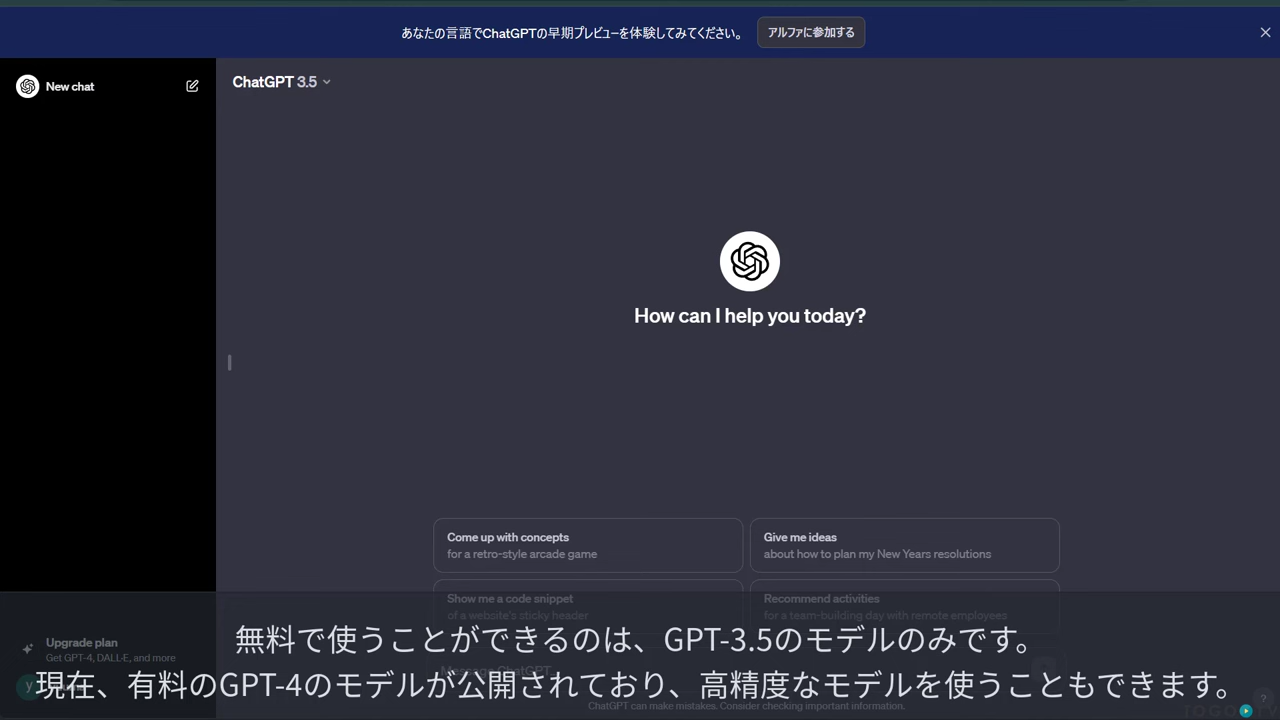 あなたの言語でChatGPTの早期プレビューを体験してみてください。 アルファに参加する
New chat
ChatGPT 3.5
How can I help you today?
Come up with concepts
for a retro-style arcade game
Give me ideas
about how to plan my New Years resolutions
Show me a code snippet
of a website's sticky header
Recommend activities
for a team-building day with remote employees
Upgrade plan
Get GPT-4, DALL·E, and more
Message ChatGPT
無料で使うことができるのは、GPT-3.5のモデルのみです。
現在、有料のGPT-4のモデルが公開されており、高精度なモデルを使うこともできます。
ChatGPT can make mistakes. Consider checking important information.
?